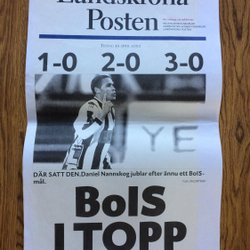 Landskrona
Posten
1-0 2-0 3-0
YE
DÄR SATT DEN. Daniel Nannskog jublar efter ännu ett BoIS-
mål.
BoIS
I TOPP